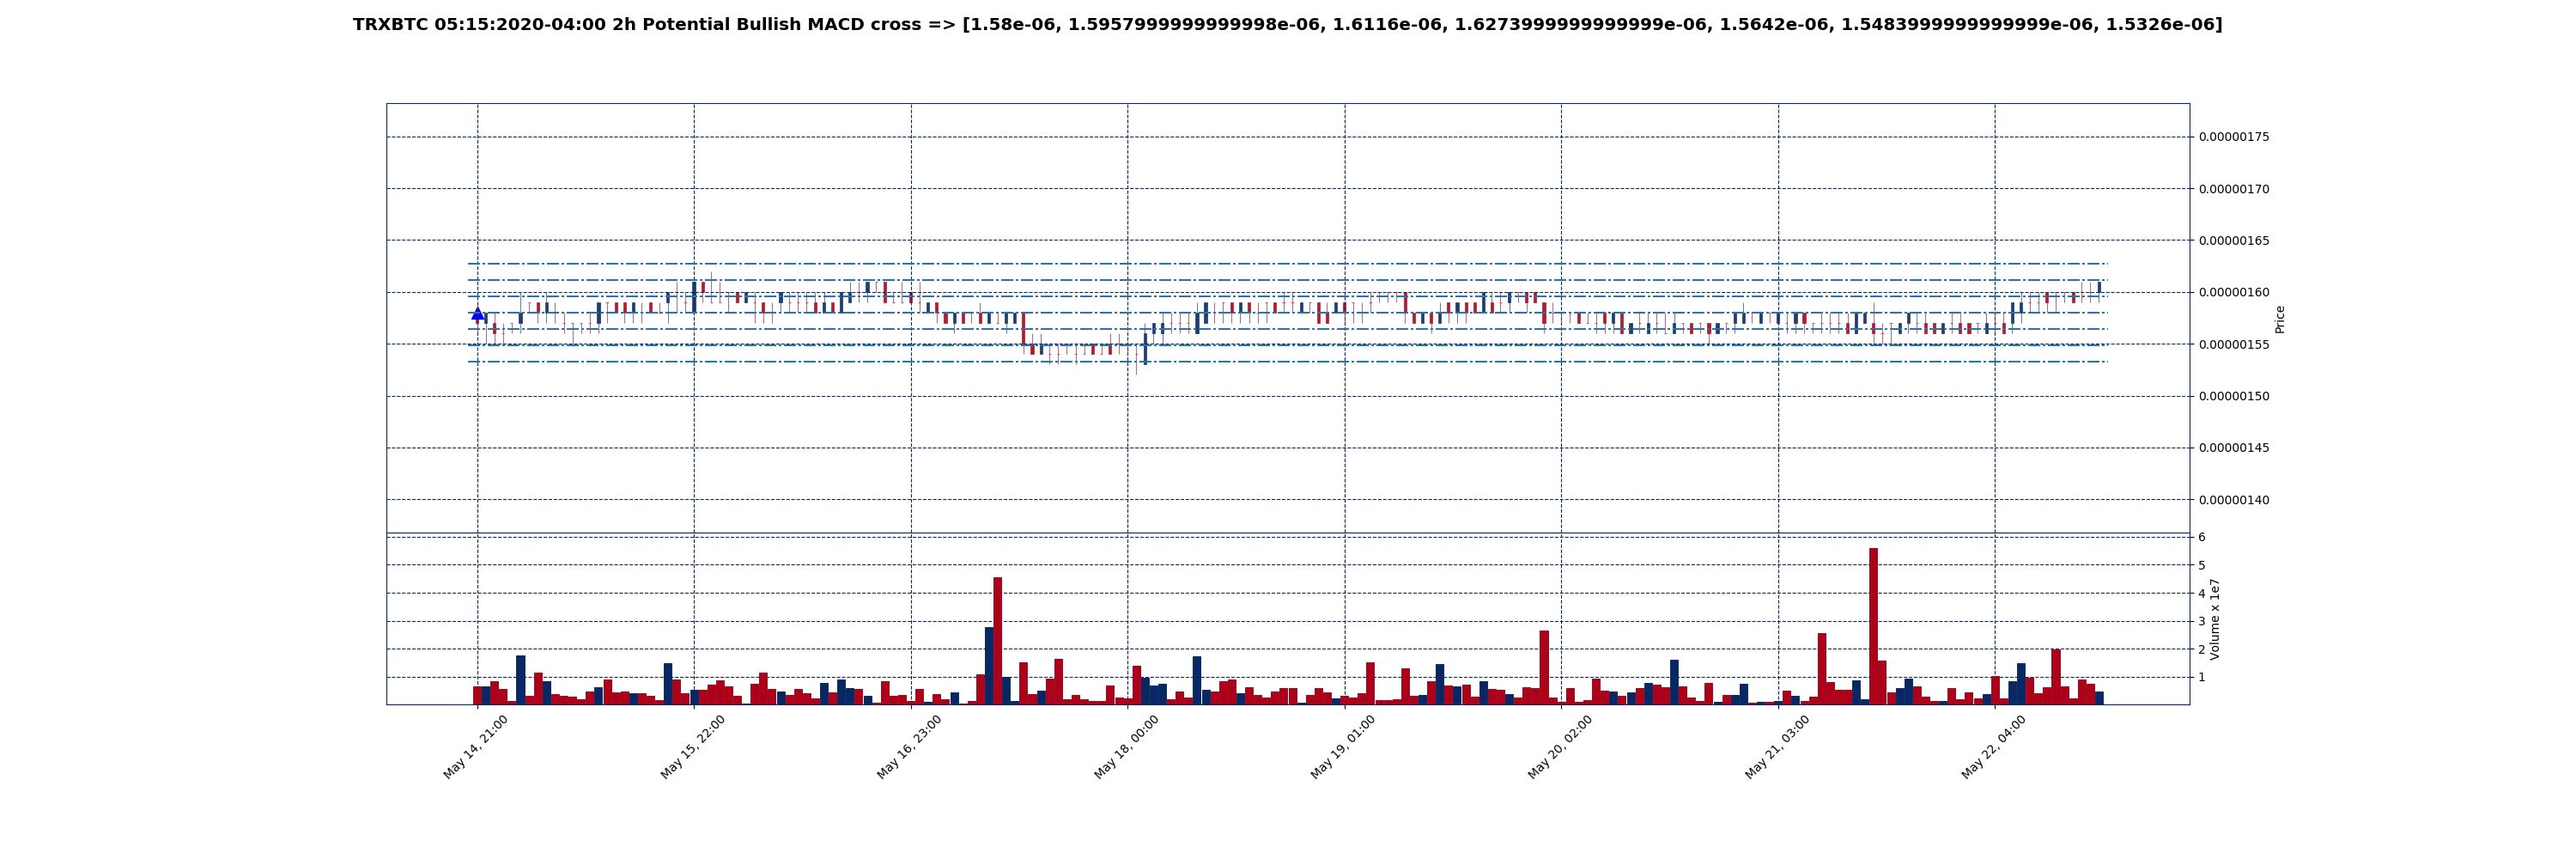 TRXBTC 05:15:2020-04:00 2h Potential Bullish MACD cross => [1.58e-06, 1.5957999999999998e-06, 1.6116e-06, 1.6273999999999999e-06, 1.5642e-06, 1.5483999999999999e-06, 1.5326e-06]
0.00000175
0.00000170
0.00000165
0.00000160
0.00000155
0.00000150
0.00000145
0.00000140
Price
6
5
4
3
2
1
Volume x 1e7
May 14, 21:00
May 15, 22:00
May 16, 23:00
May 18, 00:00
May 19, 01:00
May 20, 02:00
May 21, 03:00
May 22, 04:00